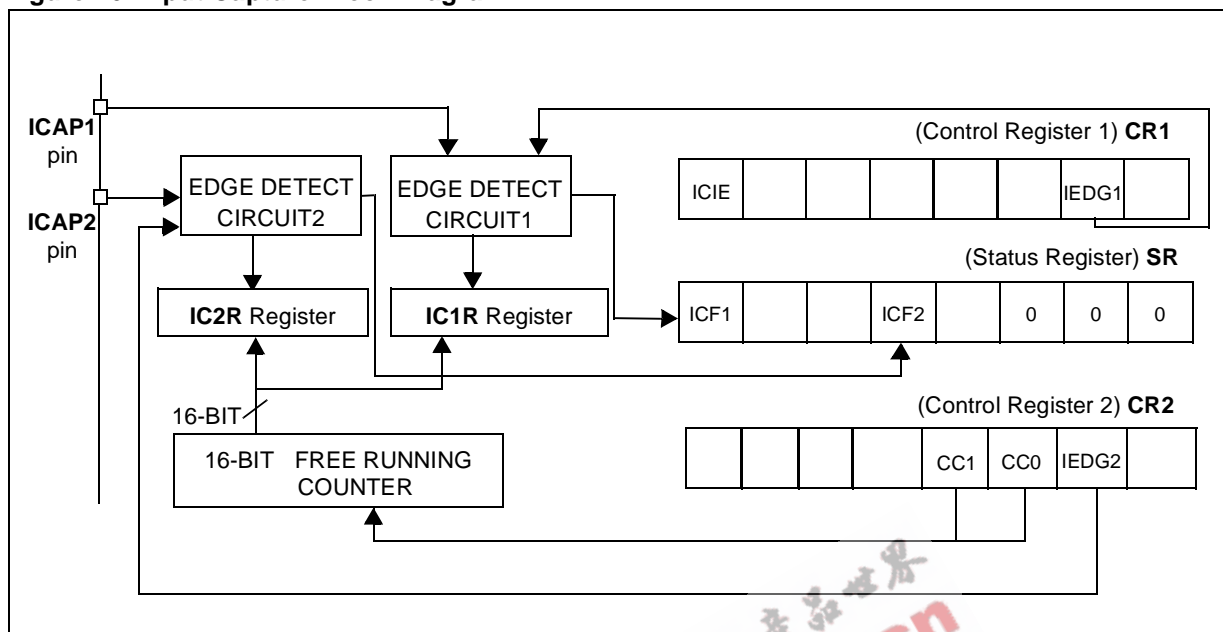 ICAP1
pin
ICAP2
pin
EDGE DETECT
CIRCUIT2
EDGE DETECT
CIRCUIT1
IC2R Register
IC1R Register
16-BIT
16-BIT FREE RUNNING
COUNTER
(Control Register 1) CR1
ICIE IEDG1
(Status Register) SR
ICF1 ICF2 0 0 0
(Control Register 2) CR2
CC1 CC0 IEDG2